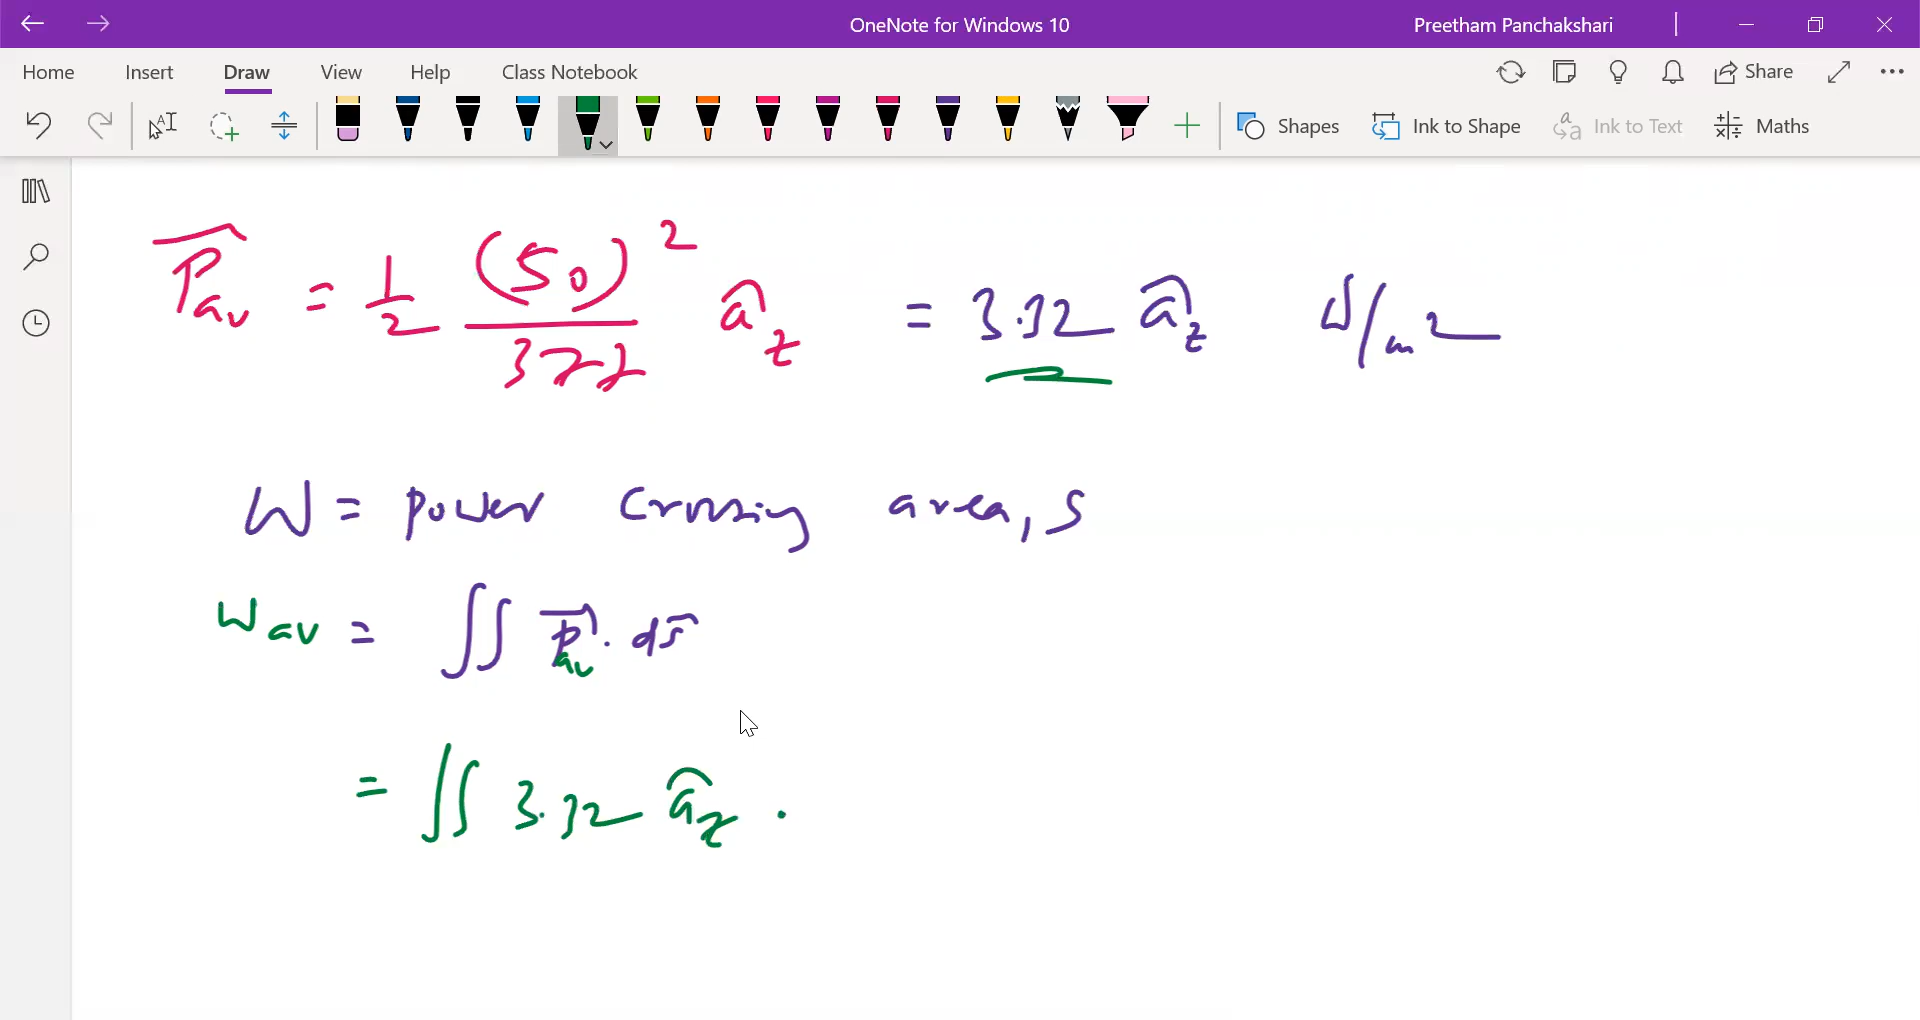 OneNote for Windows 10 Preetham Panchakshari
Home Insert Draw View Help Class Notebook Share
Shapes Ink to Shape Ink to Text Maths
P⃗av = 1/2 (50)² / 377 âz = 3.32 âz W/m²
W = power crossing area, S
Wav = ∫∫ P⃗av . ds⃗
= ∫∫ 3.32 âz .